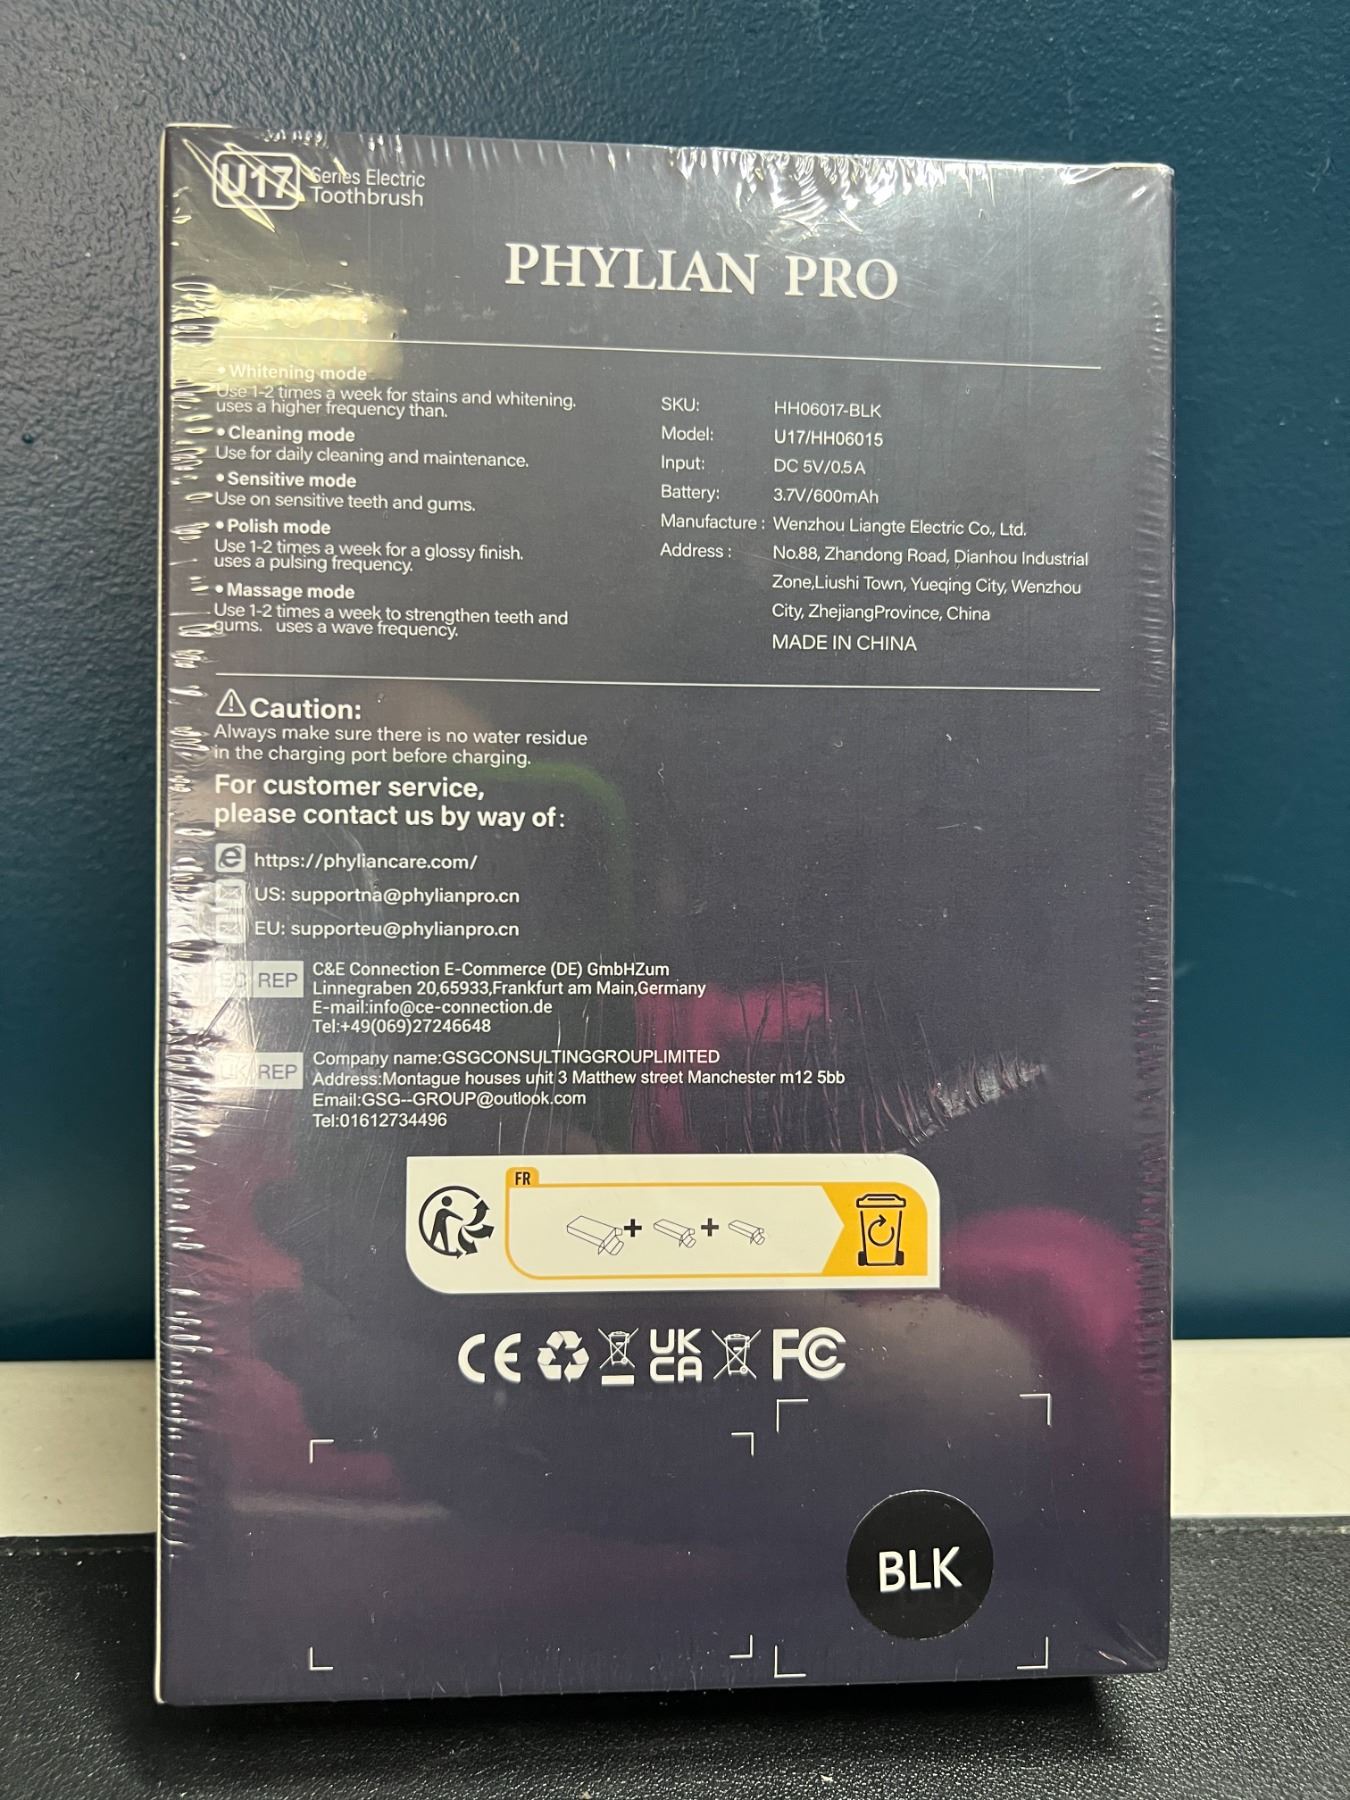 U17 Series Electric
Toothbrush
PHYLIAN PRO
• Whitening mode
Use 1-2 times a week for stains and whitening.
uses a higher frequency than.
• Cleaning mode
Use for daily cleaning and maintenance.
• Sensitive mode
Use on sensitive teeth and gums.
• Polish mode
Use 1-2 times a week for a glossy finish.
uses a pulsing frequency.
• Massage mode
Use 1-2 times a week to strengthen teeth and
gums. uses a wave frequency.
SKU: HH06017-BLK
Model: U17/HH06015
Input: DC 5V/0.5A
Battery: 3.7V/600mAh
Manufacture : Wenzhou Liangte Electric Co., Ltd.
Address : No.88, Zhandong Road, Dianhou Industrial
Zone,Liushi Town, Yueqing City, Wenzhou
City, ZhejiangProvince, China
MADE IN CHINA
Caution:
Always make sure there is no water residue
in the charging port before charging.
For customer service,
please contact us by way of:
https://phyliancare.com/
US: supportna@phylianpro.cn
EU: supporteu@phylianpro.cn
EC REP
C&E Connection E-Commerce (DE) GmbHZum
Linnegraben 20,65933,Frankfurt am Main,Germany
E-mail:info@ce-connection.de
Tel:+49(069)27246648
UK REP
Company name:GSGCONSULTINGGROUPLIMITED
Address:Montague houses unit 3 Matthew street Manchester m12 5bb
Email:GSG--GROUP@outlook.com
Tel:01612734496
FR
+ +
CE UK CA FC
BLK